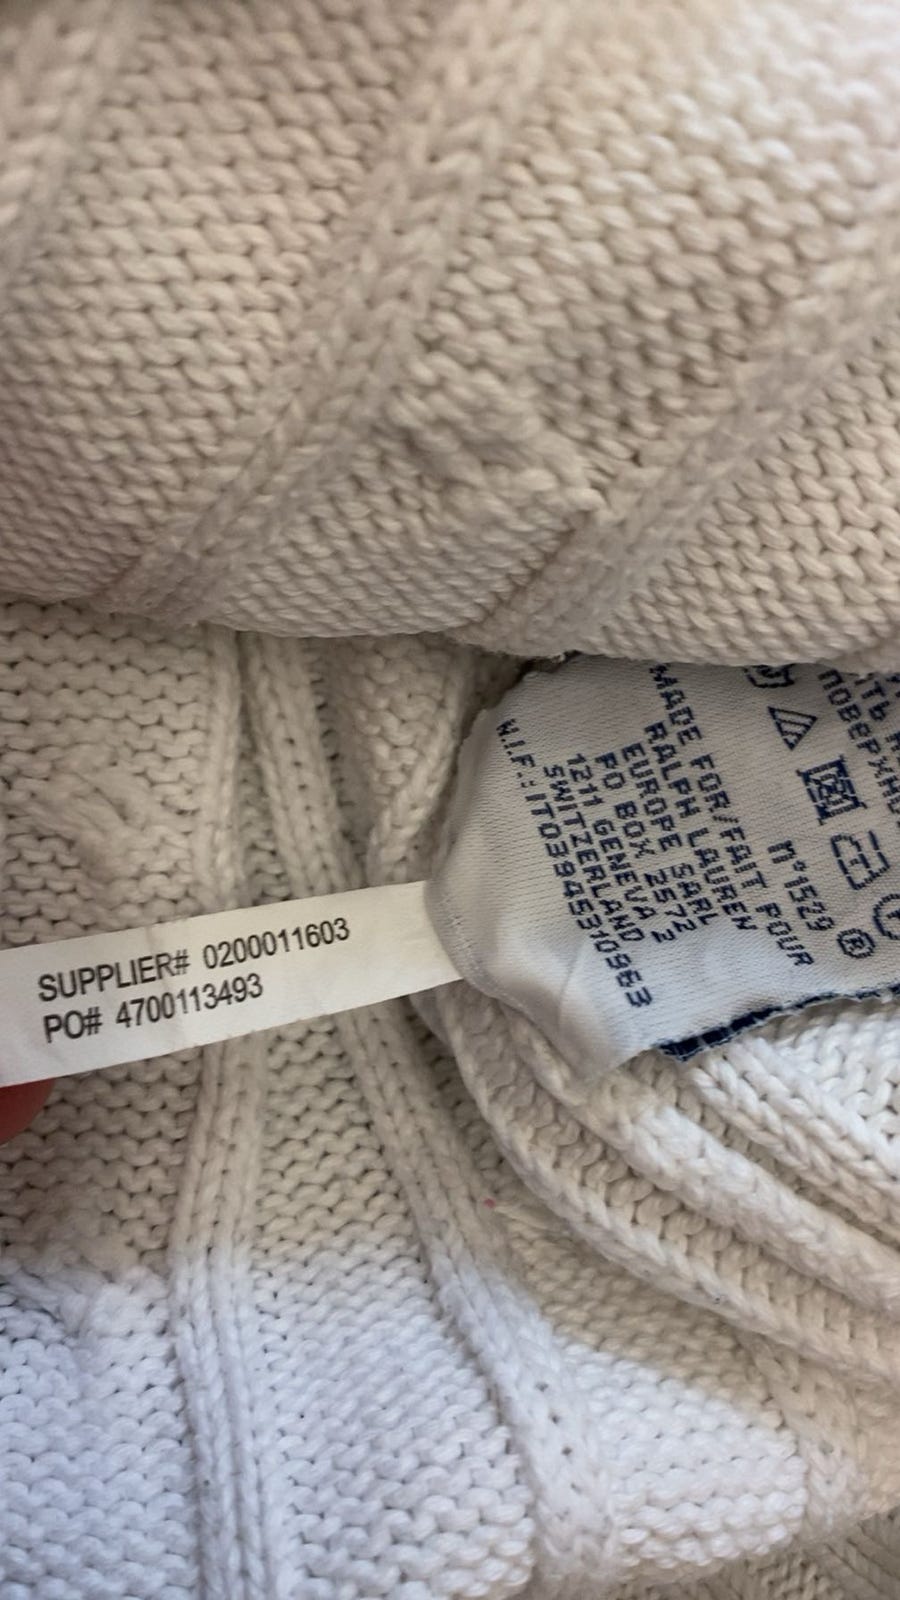 SUPPLIER# 0200011603
PO# 4700113493
MADE FOR/FAIT POUR
RALPH LAUREN
EUROPE SARL
PO BOX 2572
1211 GENEVA
SWITZERLAND
N.I.F.:IT03945310963
ПОВЕРХНО
n°1529
®